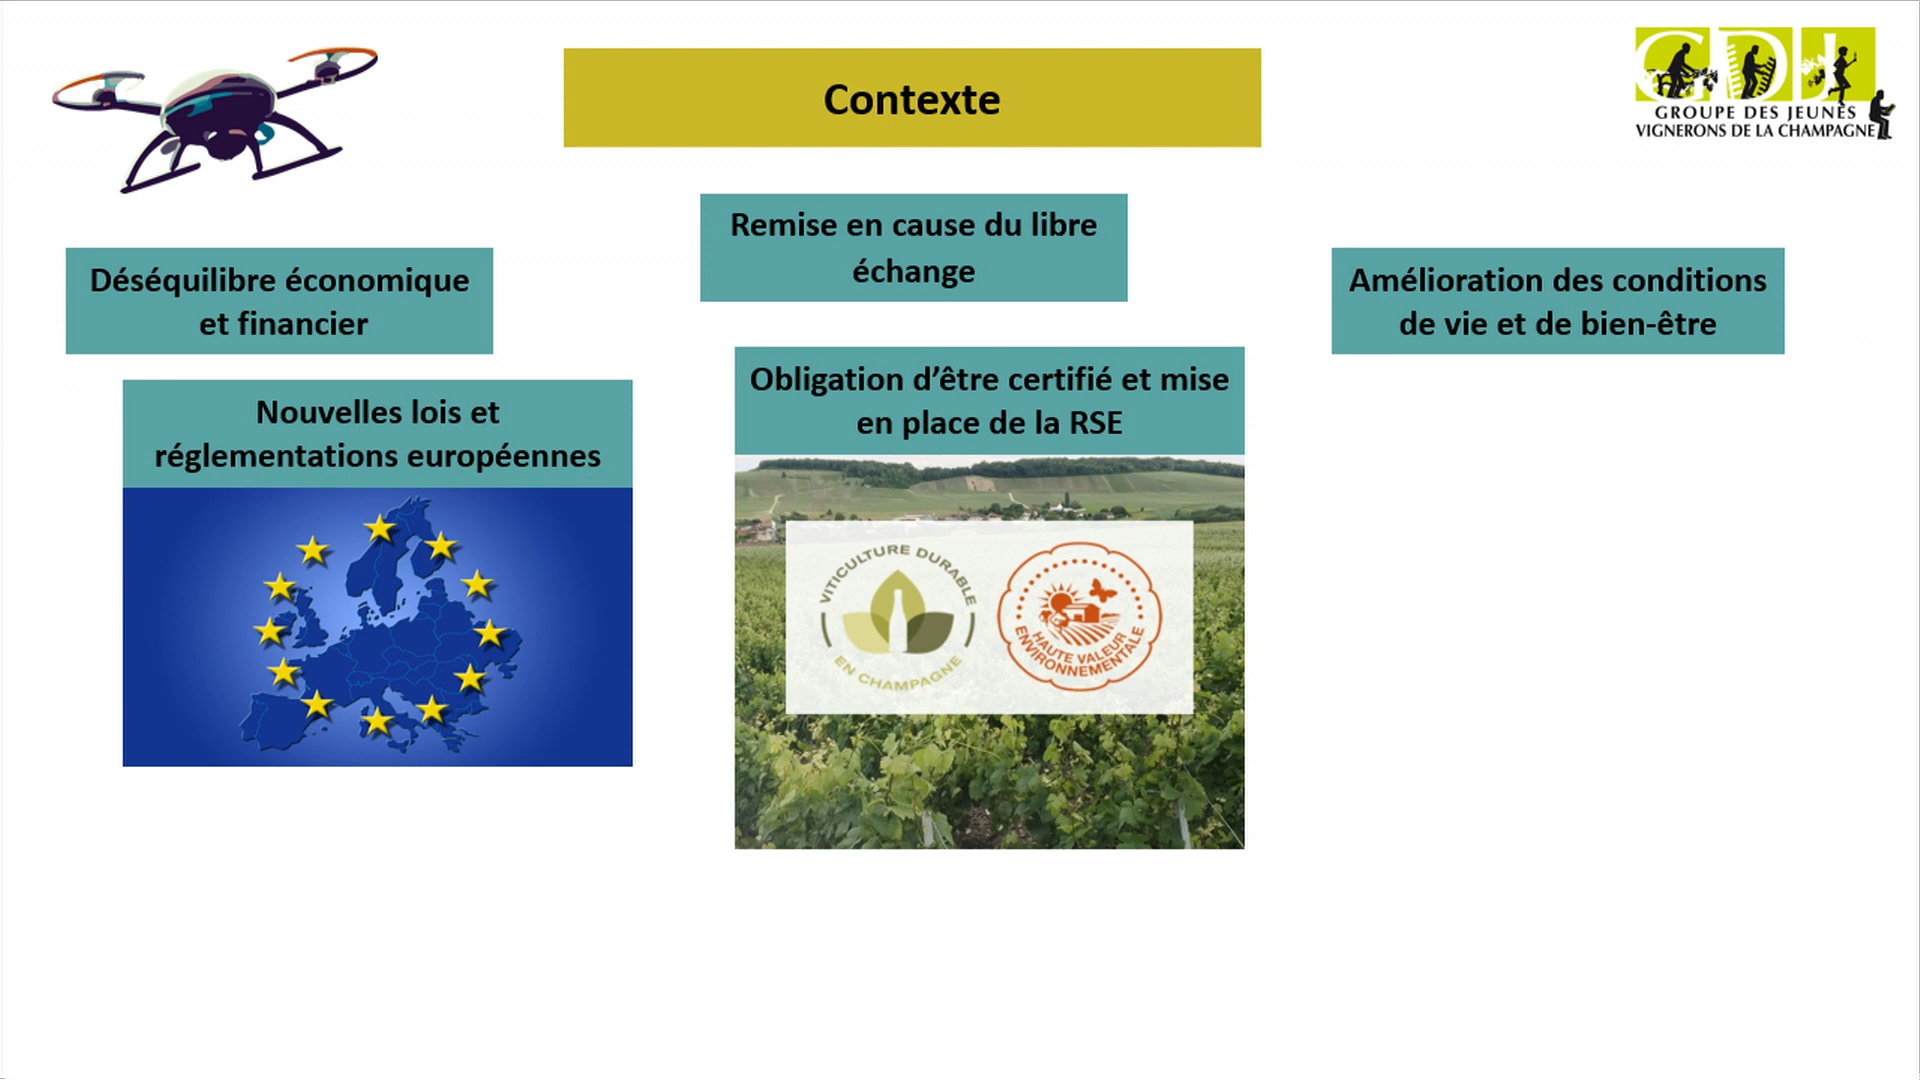 Contexte
GDJ
GROUPE DES JEUNES
VIGNERONS DE LA CHAMPAGNE
Remise en cause du libre
échange
Déséquilibre économique
et financier
Amélioration des conditions
de vie et de bien-être
Nouvelles lois et
réglementations européennes
Obligation d’être certifié et mise
en place de la RSE
VITICULTURE DURABLE
EN CHAMPAGNE
HAUTE VALEUR
ENVIRONNEMENTALE